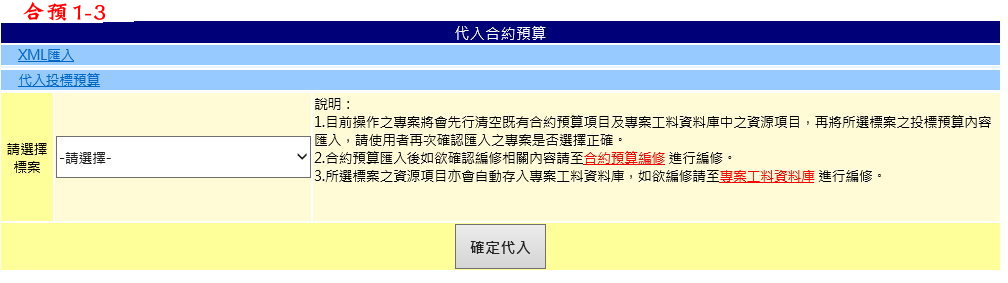 合預1-3
代入合約預算
XML匯入
代入投標預算
請選擇
標案
-請選擇-
說明：
1.目前操作之專案將會先行清空既有合約預算項目及專案工料資料庫中之資源項目，再將所選標案之投標預算內容
匯入，請使用者再次確認匯入之專案是否選擇正確。
2.合約預算匯入後如欲確認編修相關內容請至合約預算編修 進行編修。
3.所選標案之資源項目亦會自動存入專案工料資料庫，如欲編修請至專案工料資料庫 進行編修。
確定代入